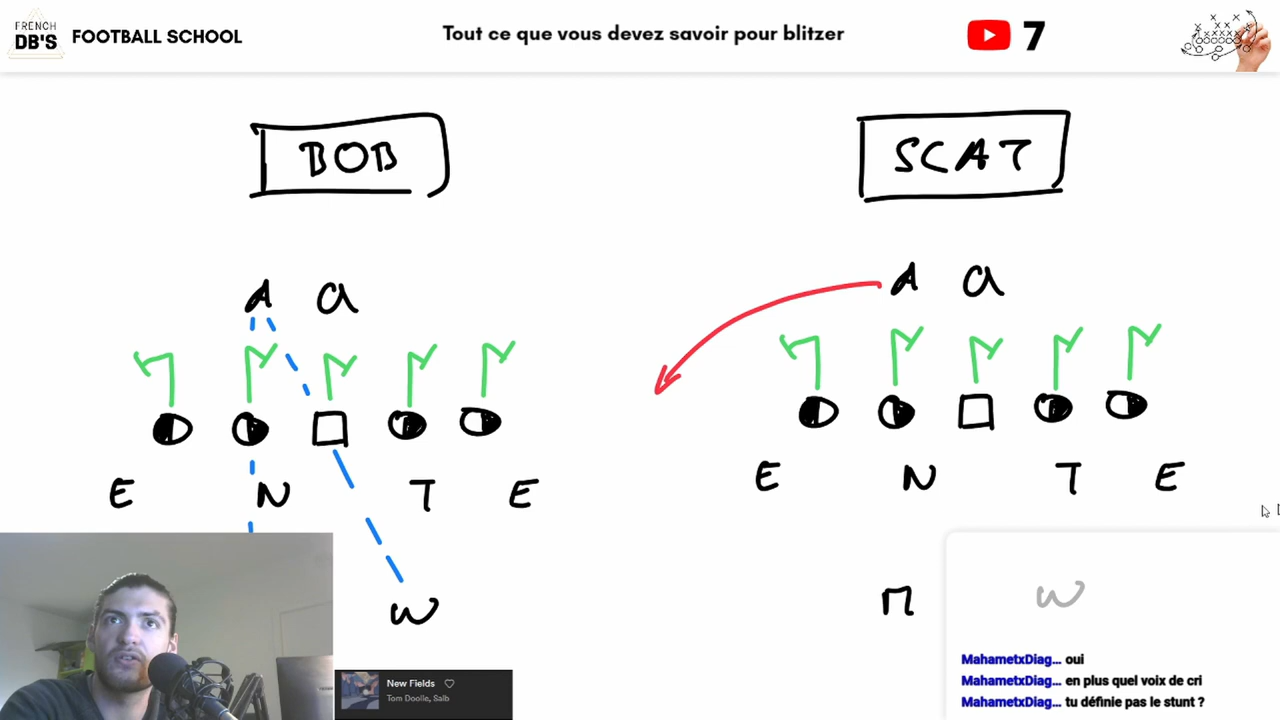 FRENCH
DB'S
FOOTBALL SCHOOL
Tout ce que vous devez savoir pour blitzer
7
BOB
SCAT
A a
A a
E N T E
E N T E
W
M W
New Fields
Tom Doolie, Salb
MahametxDiag... oui
MahametxDiag... en plus quel voix de cri
MahametxDiag... tu définie pas le stunt ?